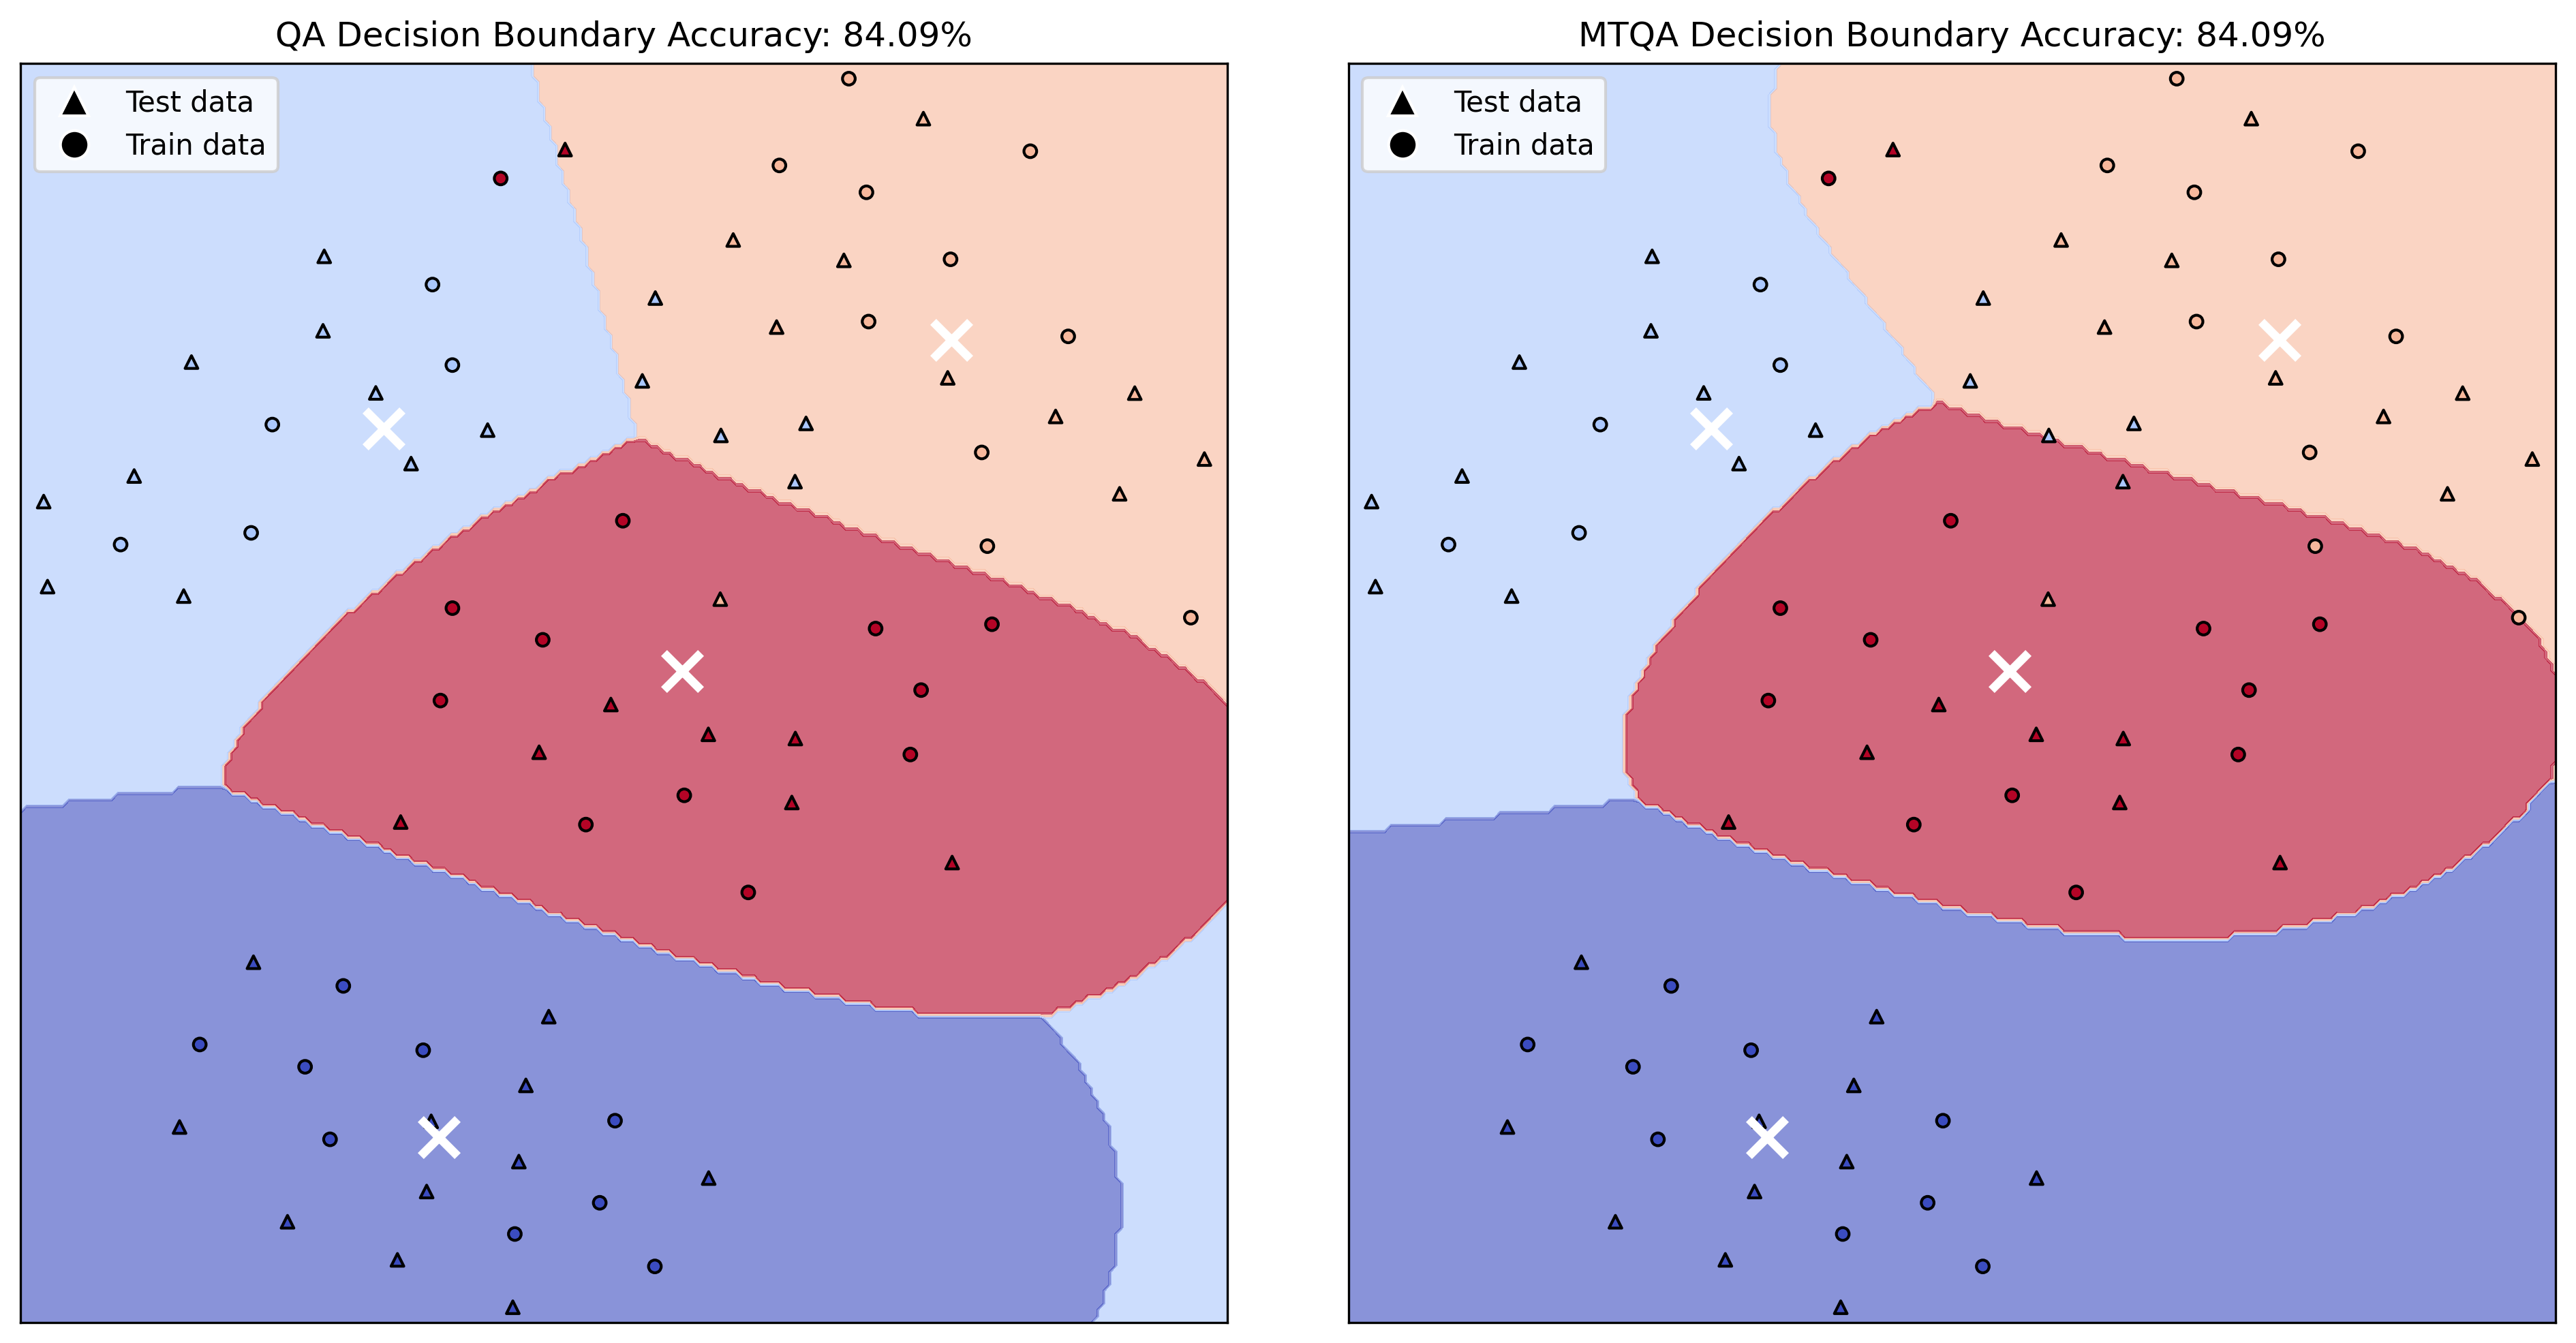 QA Decision Boundary Accuracy: 84.09%
Test data
Train data
MTQA Decision Boundary Accuracy: 84.09%
Test data
Train data